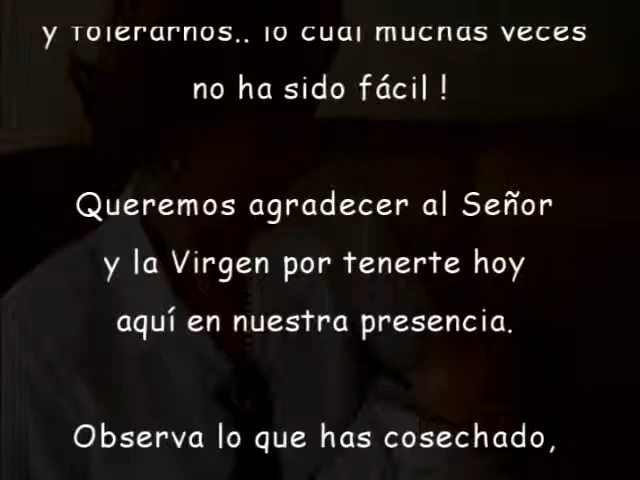 y tolerarnos.. lo cual muchas veces
no ha sido fácil !
Queremos agradecer al Señor
y la Virgen por tenerte hoy
aquí en nuestra presencia.
Observa lo que has cosechado,